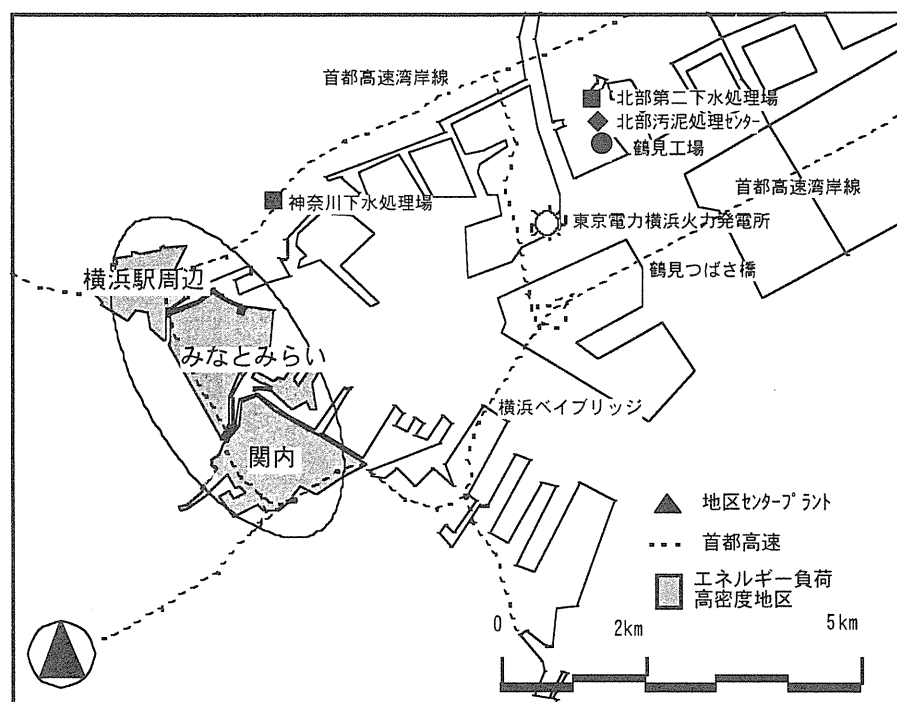 首都高速湾岸線
北部第二下水処理場
北部汚泥処理ｾﾝﾀｰ
鶴見工場
首都高速湾岸線
神奈川下水処理場
東京電力横浜火力発電所
鶴見つばさ橋
横浜駅周辺
みなとみらい
横浜ベイブリッジ
関内
地区ｾﾝﾀｰﾌﾟﾗﾝﾄ
首都高速
エネルギー負荷
高密度地区
0 2km 5km